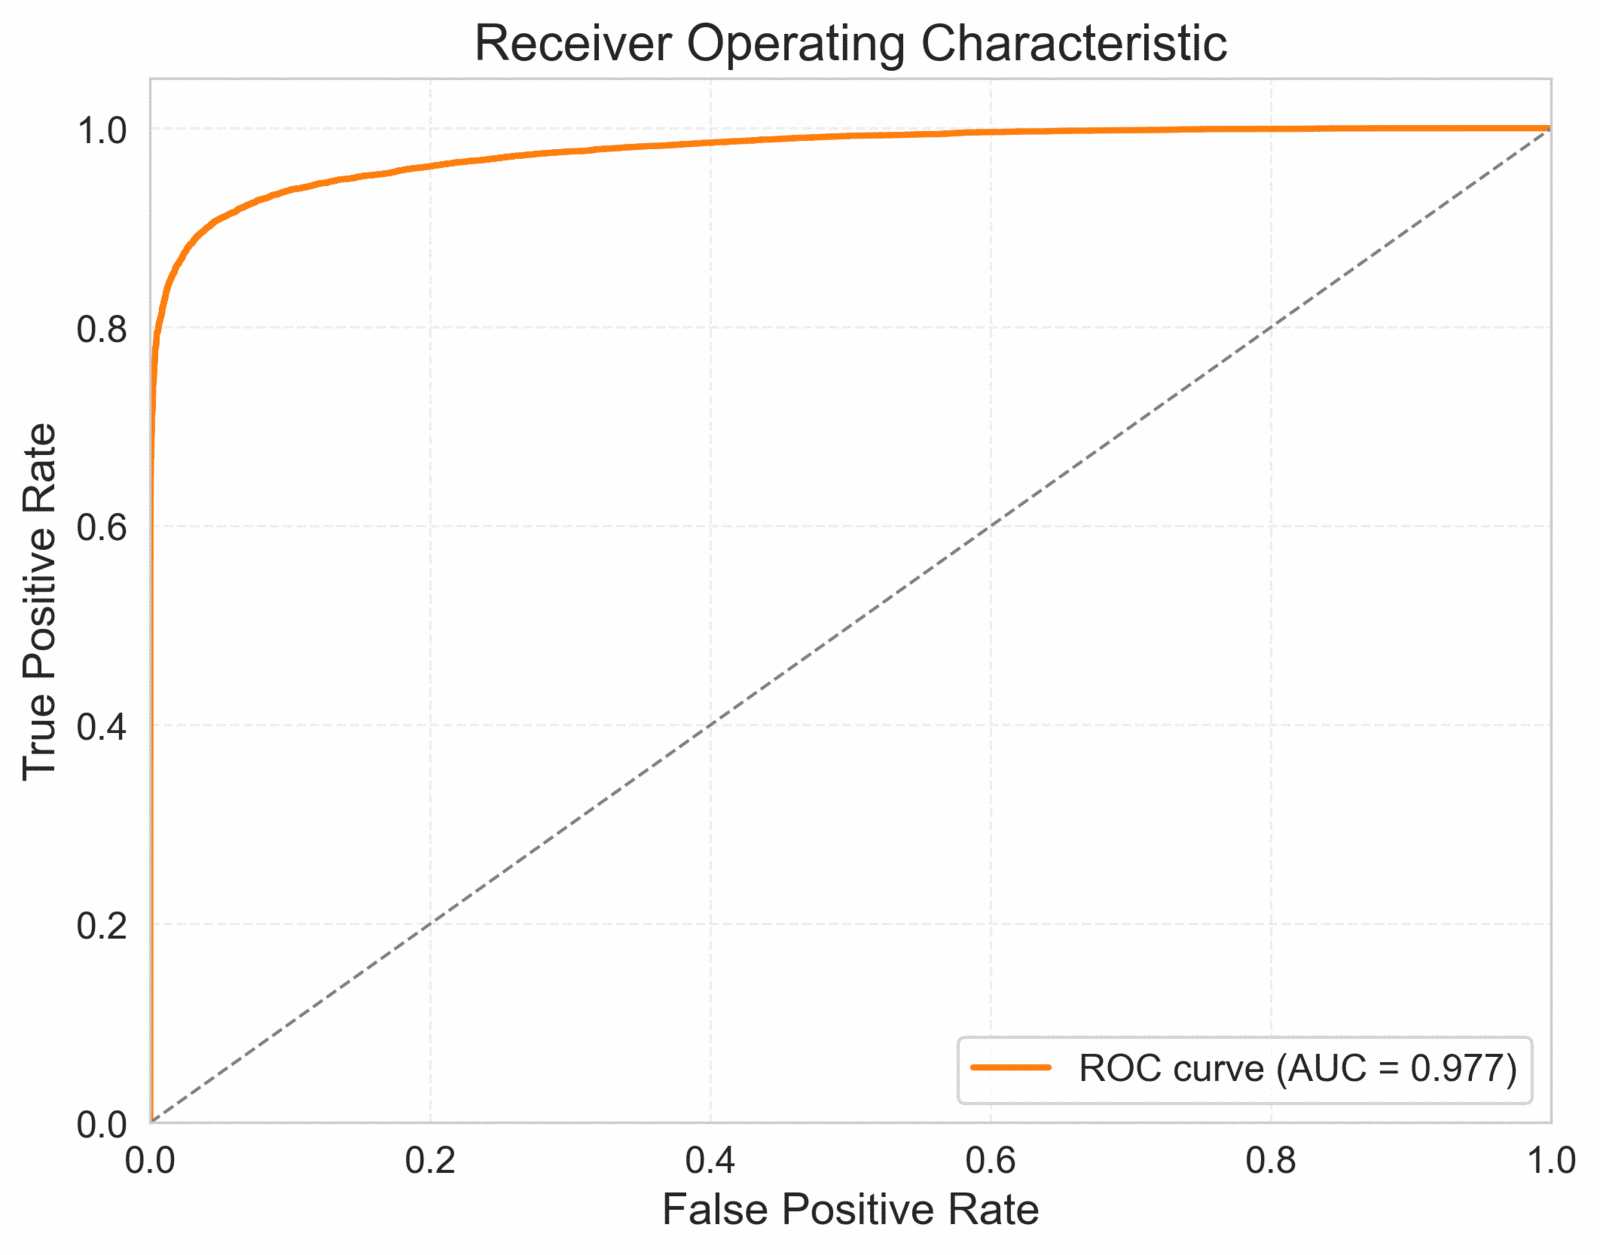 Receiver Operating Characteristic
True Positive Rate
1.0
0.8
0.6
0.4
0.2
0.0
0.0 0.2 0.4 0.6 0.8 1.0
False Positive Rate
ROC curve (AUC = 0.977)